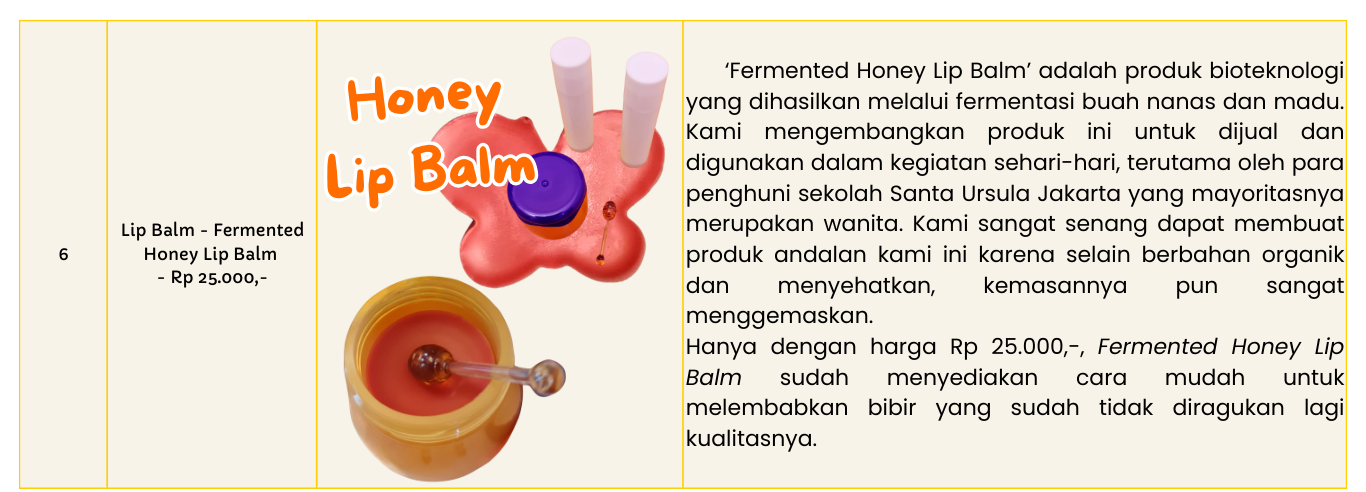 6
Lip Balm - Fermented
Honey Lip Balm
- Rp 25.000,-
Honey
Lip Balm
‘Fermented Honey Lip Balm’ adalah produk bioteknologi
yang dihasilkan melalui fermentasi buah nanas dan madu.
Kami mengembangkan produk ini untuk dijual dan
digunakan dalam kegiatan sehari-hari, terutama oleh para
penghuni sekolah Santa Ursula Jakarta yang mayoritasnya
merupakan wanita. Kami sangat senang dapat membuat
produk andalan kami ini karena selain berbahan organik
dan menyehatkan, kemasannya pun sangat
menggemaskan.
Hanya dengan harga Rp 25.000,-, Fermented Honey Lip
Balm sudah menyediakan cara mudah untuk
melembabkan bibir yang sudah tidak diragukan lagi
kualitasnya.